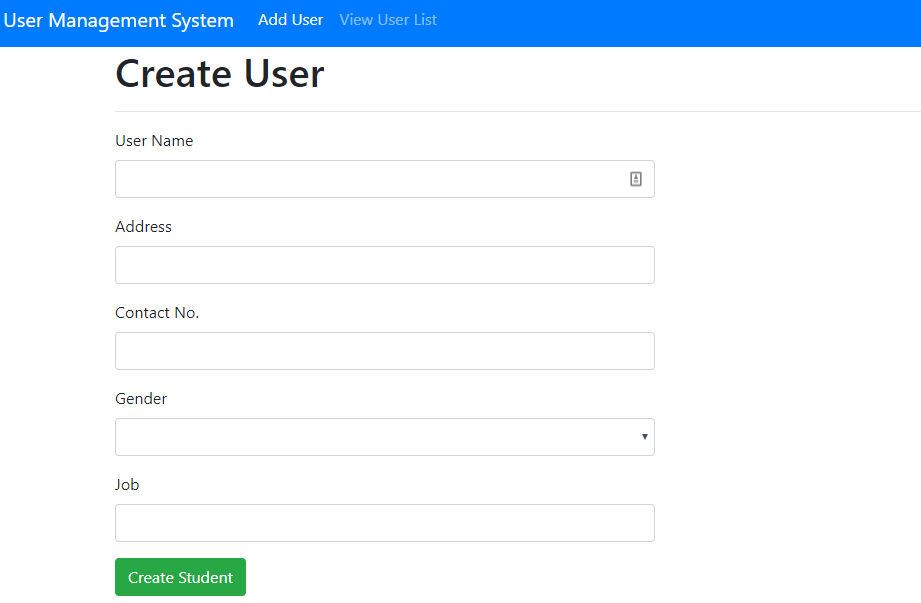 User Management System Add User View User List
Create User
User Name
Address
Contact No.
Gender
Job
Create Student